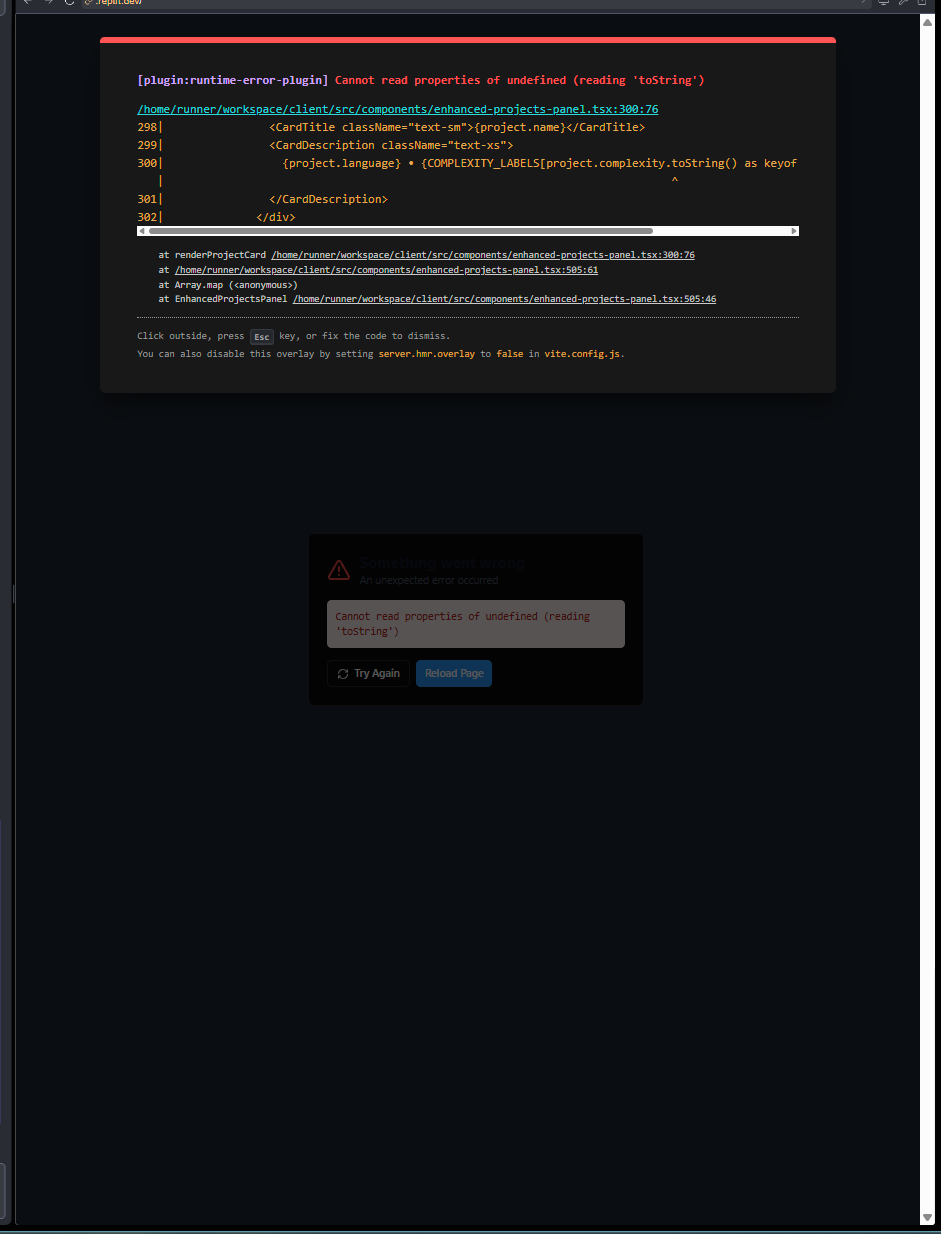 .replit.dev/
[plugin:runtime-error-plugin] Cannot read properties of undefined (reading 'toString')
/home/runner/workspace/client/src/components/enhanced-projects-panel.tsx:300:76
298| <CardTitle className="text-sm">{project.name}</CardTitle>
299| <CardDescription className="text-xs">
300| {project.language} • {COMPLEXITY_LABELS[project.complexity.toString() as keyof
| ^
301| </CardDescription>
302| </div>
at renderProjectCard /home/runner/workspace/client/src/components/enhanced-projects-panel.tsx:300:76
at /home/runner/workspace/client/src/components/enhanced-projects-panel.tsx:505:61
at Array.map (<anonymous>)
at EnhancedProjectsPanel /home/runner/workspace/client/src/components/enhanced-projects-panel.tsx:505:46
Click outside, press Esc key, or fix the code to dismiss.
You can also disable this overlay by setting server.hmr.overlay to false in vite.config.js.
Something went wrong
An unexpected error occurred
Cannot read properties of undefined (reading
'toString')
Try Again Reload Page